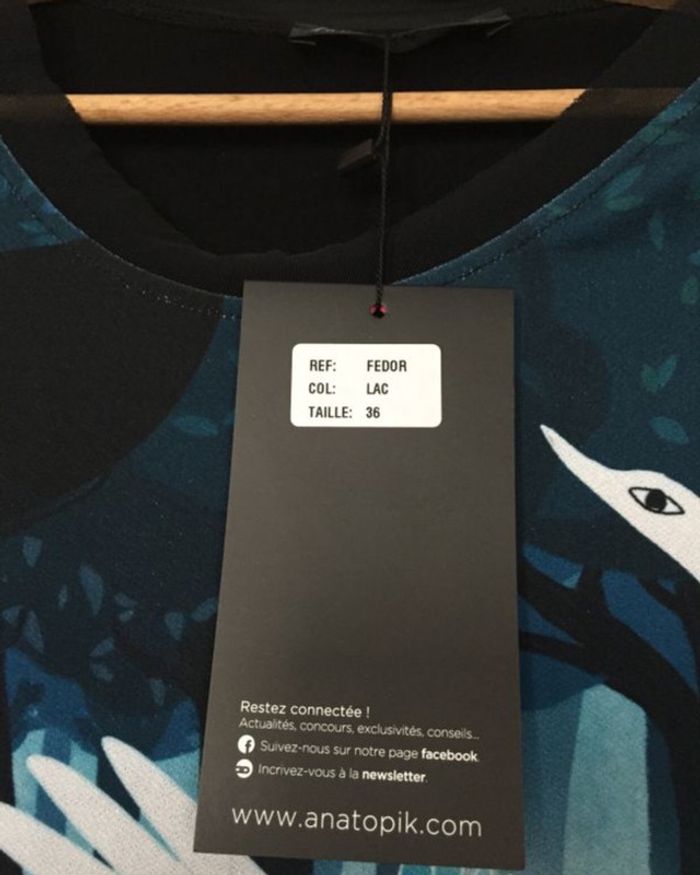 REF: FEDOR
COL: LAC
TAILLE: 36
Restez connectée !
Actualités, concours, exclusivités, conseils...
Suivez-nous sur notre page facebook.
Incrivez-vous à la newsletter.
www.anatopik.com